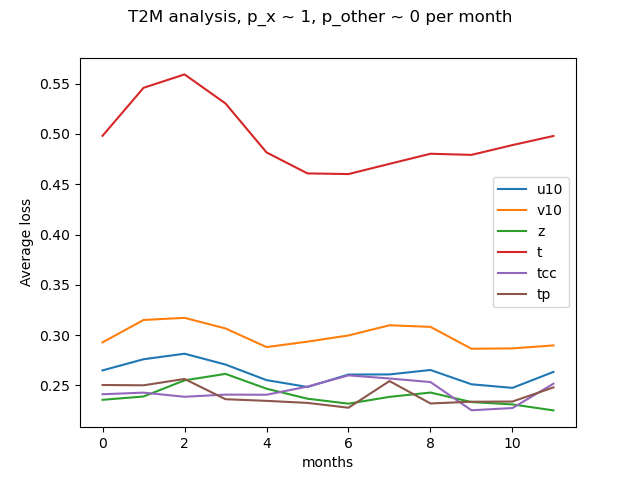 T2M analysis, p_x ~ 1, p_other ~ 0 per month
0.55
0.50
0.45
0.40
0.35
0.30
0.25
Average loss
u10
v10
z
t
tcc
tp
0 2 4 6 8 10
months